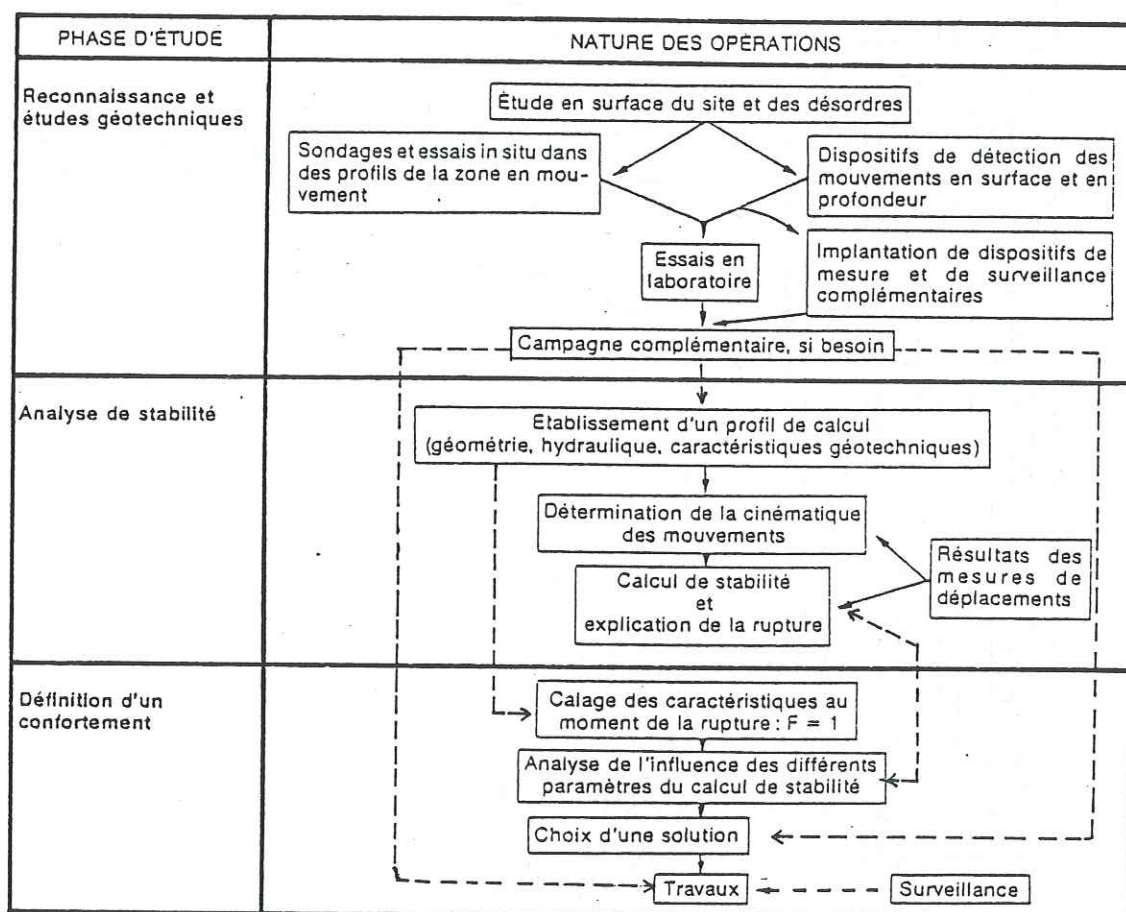 PHASE D'ÉTUDE
NATURE DES OPÉRATIONS
Reconnaissance et
études géotechniques
Étude en surface du site et des désordres
Sondages et essais in situ dans
des profils de la zone en mou-
vement
Dispositifs de détection des
mouvements en surface et en
profondeur
Essais en
laboratoire
Implantation de dispositifs de
mesure et de surveillance
complémentaires
Campagne complémentaire, si besoin
Analyse de stabilité
Etablissement d'un profil de calcul
(géométrie, hydraulique, caractéristiques géotechniques)
Détermination de la cinématique
des mouvements
Calcul de stabilité
et
explication de la rupture
Résultats des
mesures de
déplacements
Définition d'un
confortement
Calage des caractéristiques au
moment de la rupture : F = 1
Analyse de l'influence des différents
paramètres du calcul de stabilité
Choix d'une solution
Travaux
Surveillance